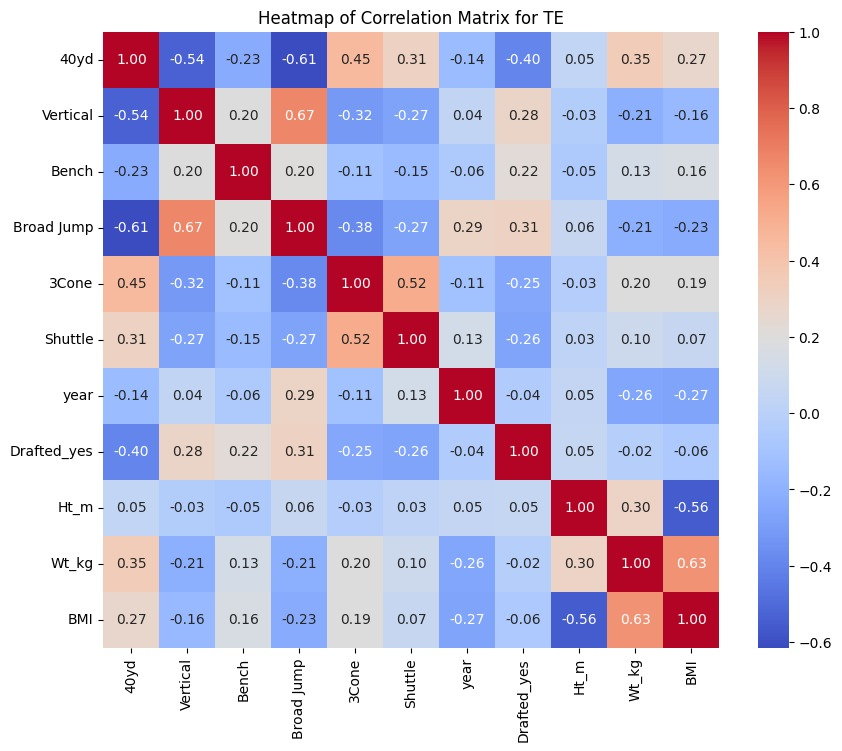 Heatmap of Correlation Matrix for TE
40yd 1.00 -0.54 -0.23 -0.61 0.45 0.31 -0.14 -0.40 0.05 0.35 0.27
Vertical -0.54 1.00 0.20 0.67 -0.32 -0.27 0.04 0.28 -0.03 -0.21 -0.16
Bench -0.23 0.20 1.00 0.20 -0.11 -0.15 -0.06 0.22 -0.05 0.13 0.16
Broad Jump -0.61 0.67 0.20 1.00 -0.38 -0.27 0.29 0.31 0.06 -0.21 -0.23
3Cone 0.45 -0.32 -0.11 -0.38 1.00 0.52 -0.11 -0.25 -0.03 0.20 0.19
Shuttle 0.31 -0.27 -0.15 -0.27 0.52 1.00 0.13 -0.26 0.03 0.10 0.07
year -0.14 0.04 -0.06 0.29 -0.11 0.13 1.00 -0.04 0.05 -0.26 -0.27
Drafted_yes -0.40 0.28 0.22 0.31 -0.25 -0.26 -0.04 1.00 0.05 -0.02 -0.06
Ht_m 0.05 -0.03 -0.05 0.06 -0.03 0.03 0.05 0.05 1.00 0.30 -0.56
Wt_kg 0.35 -0.21 0.13 -0.21 0.20 0.10 -0.26 -0.02 0.30 1.00 0.63
BMI 0.27 -0.16 0.16 -0.23 0.19 0.07 -0.27 -0.06 -0.56 0.63 1.00
40yd Vertical Bench Broad Jump 3Cone Shuttle year Drafted_yes Ht_m Wt_kg BMI
1.0
0.8
0.6
0.4
0.2
0.0
−0.2
−0.4
−0.6